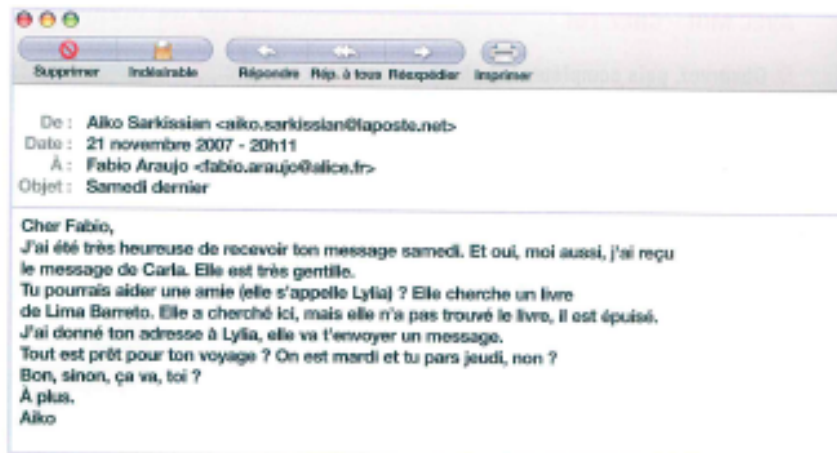 Supprimer Indésirable Répondre Rép. à tous Réexpédier Imprimer
De : Aiko Sarkissian <aiko.sarkissian@laposte.net>
Date : 21 novembre 2007 - 20h11
À : Fabio Araujo <fabio.araujo@alice.fr>
Objet : Samedi dernier
Cher Fabio,
J'ai été très heureuse de recevoir ton message samedi. Et oui, moi aussi, j'ai reçu
le message de Carla. Elle est très gentille.
Tu pourrais aider une amie (elle s'appelle Lylia) ? Elle cherche un livre
de Lima Barreto. Elle a cherché ici, mais elle n'a pas trouvé le livre, il est épuisé.
J'ai donné ton adresse à Lylia, elle va t'envoyer un message.
Tout est prêt pour ton voyage ? On est mardi et tu pars jeudi, non ?
Bon, sinon, ça va, toi ?
À plus.
Aiko